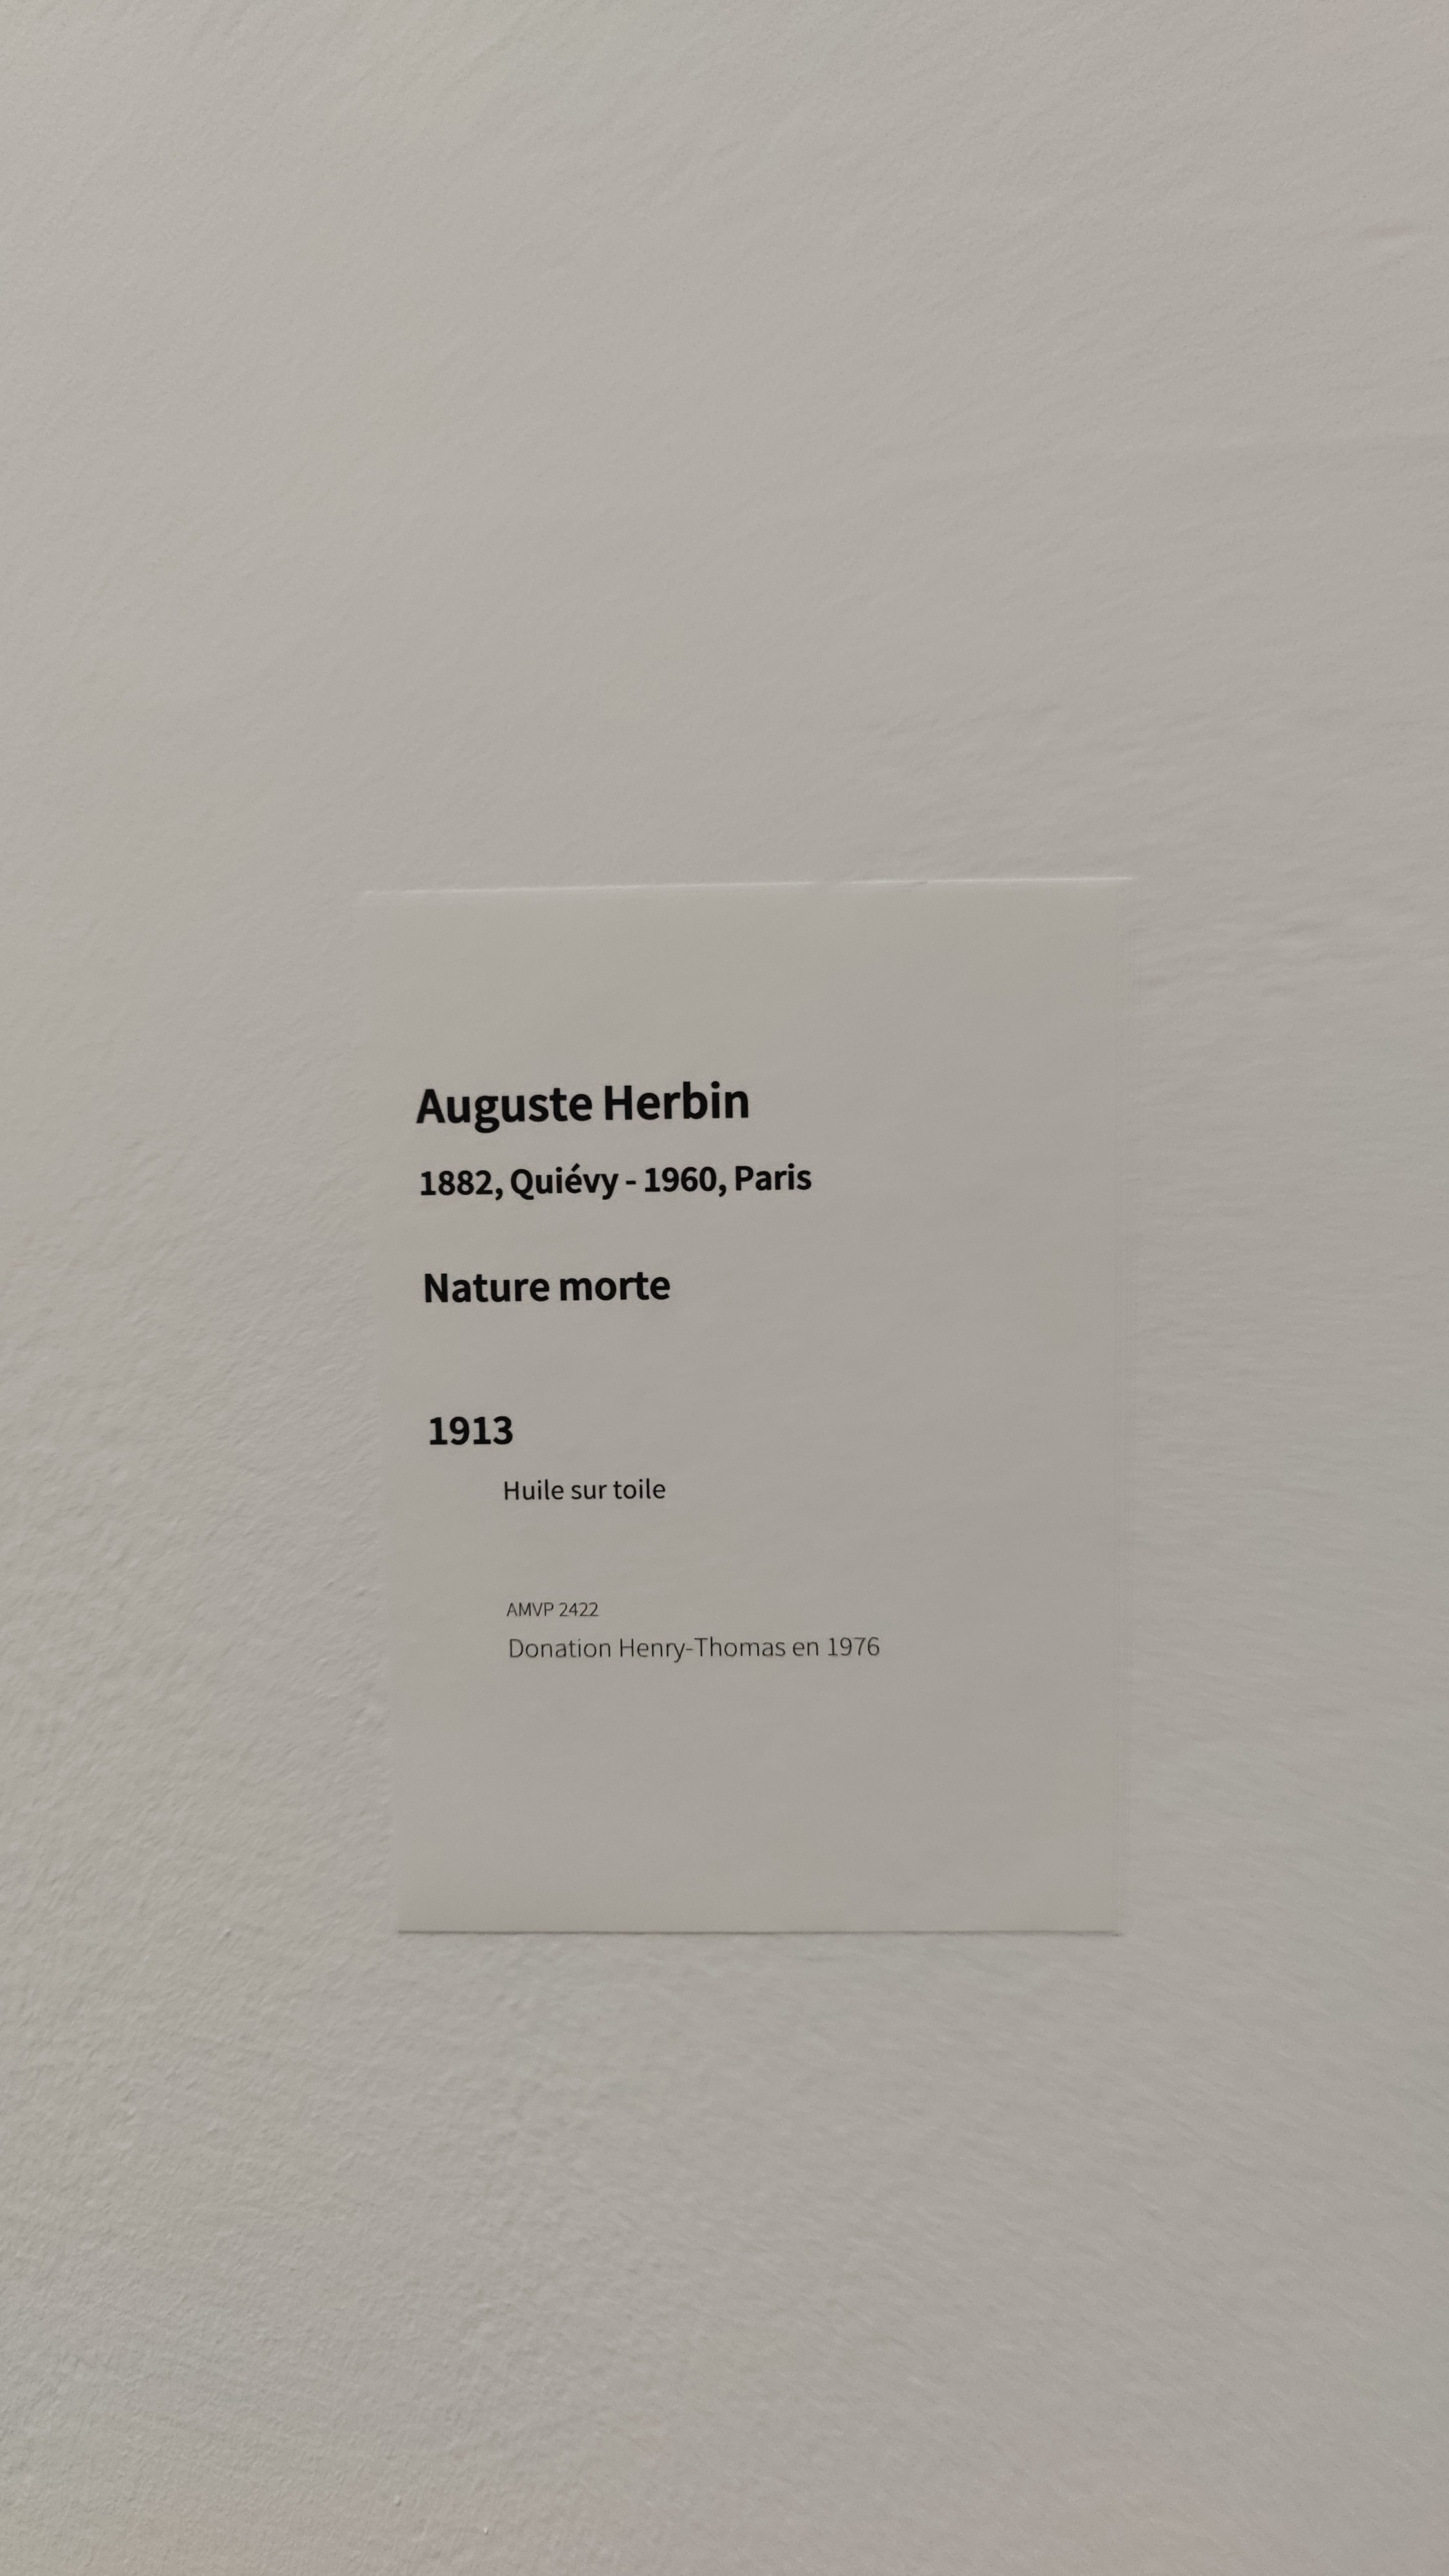 Auguste Herbin
1882, Quiévy - 1960, Paris
Nature morte
1913
Huile sur toile
AMVP 2422
Donation Henry-Thomas en 1976